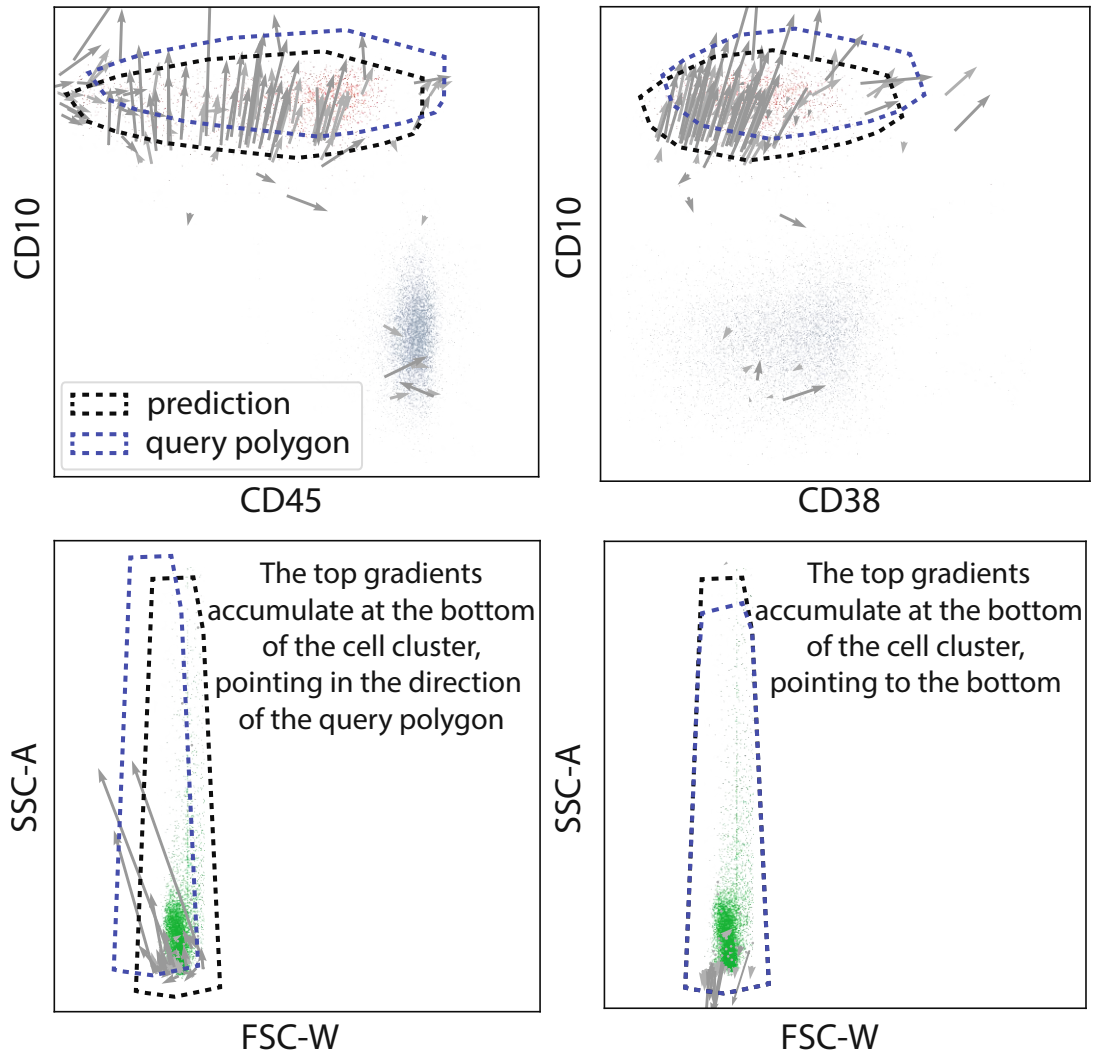 CD10
prediction
query polygon
CD45
CD10
CD38
SSC-A
The top gradients
accumulate at the bottom
of the cell cluster,
pointing in the direction
of the query polygon
FSC-W
SSC-A
The top gradients
accumulate at the bottom
of the cell cluster,
pointing to the bottom
FSC-W